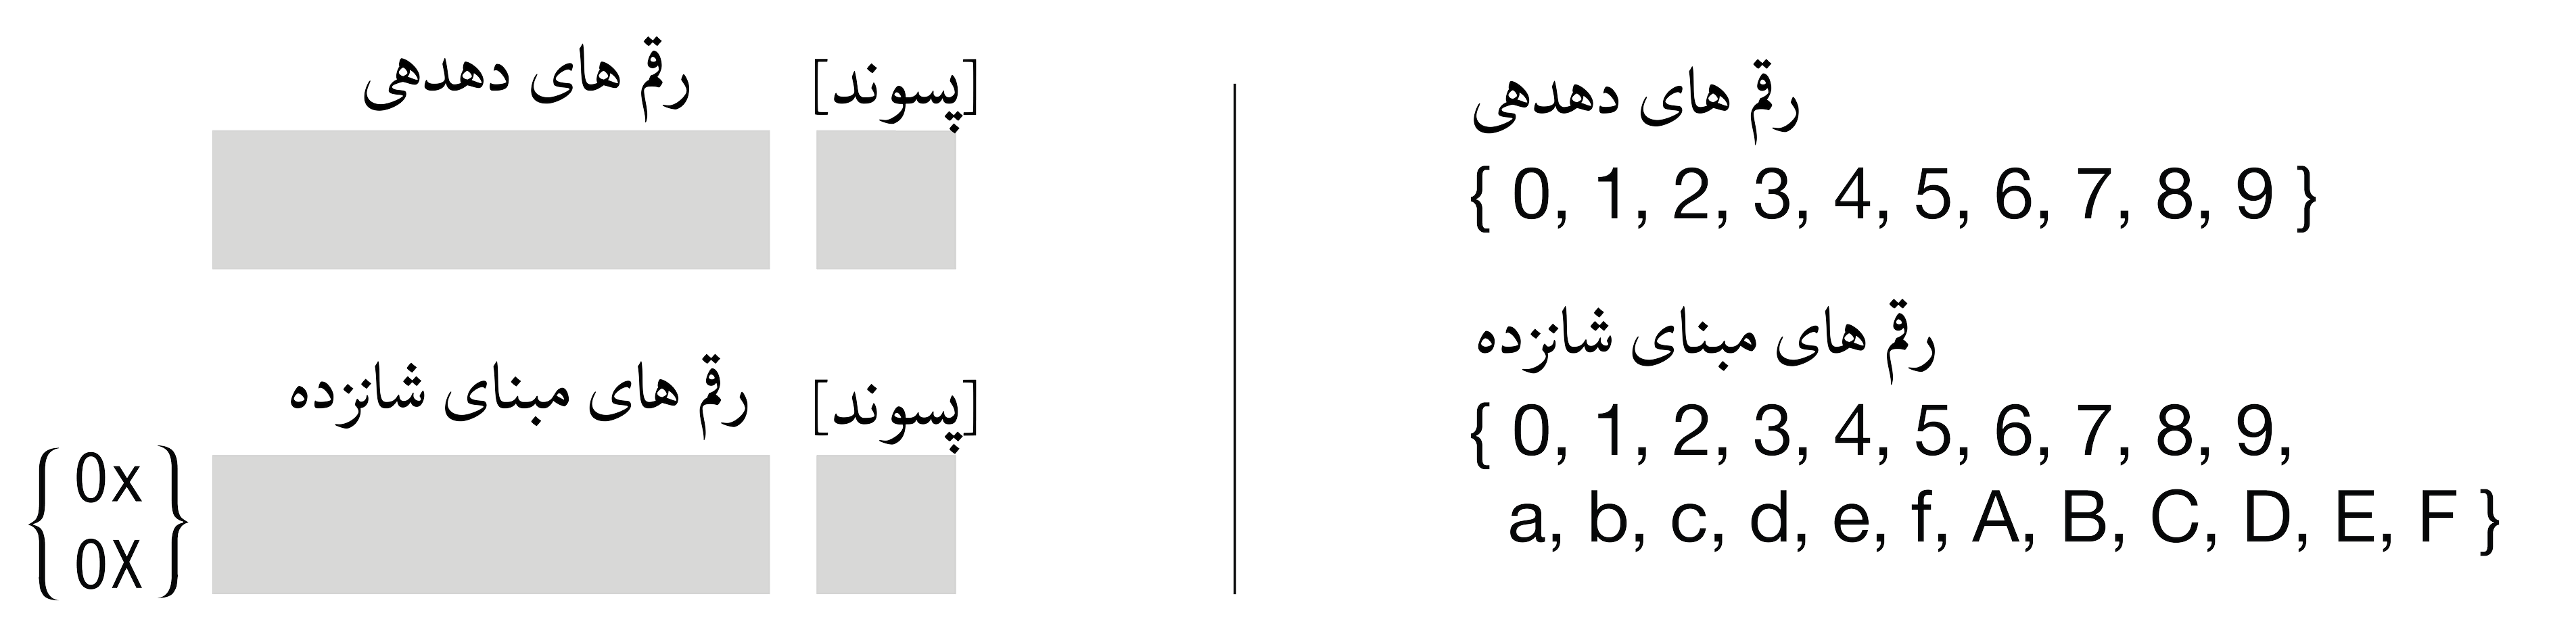 رقم های دهدهی [پسوند]
رقم های مبنای شانزده [پسوند]
0x
0X
رقم های دهدهی
{ 0, 1, 2, 3, 4, 5, 6, 7, 8, 9 }
رقم های مبنای شانزده
{ 0, 1, 2, 3, 4, 5, 6, 7, 8, 9,
a, b, c, d, e, f, A, B, C, D, E, F }